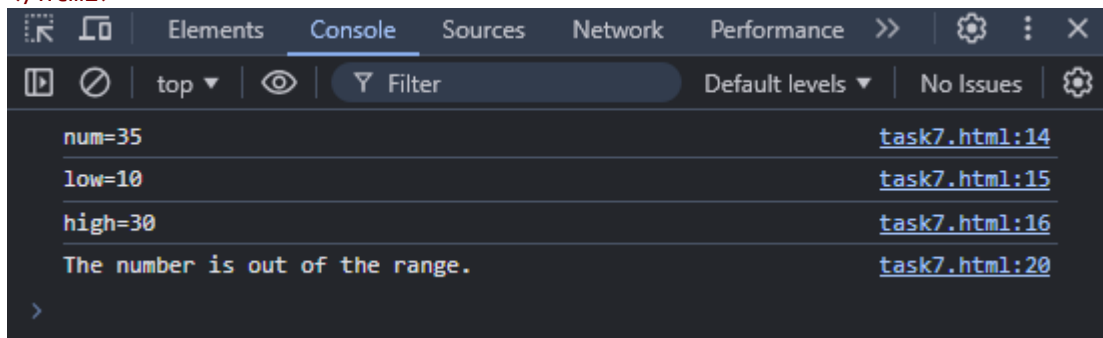 Elements Console Sources Network Performance
top Filter Default levels No Issues
num=35 task7.html:14
low=10 task7.html:15
high=30 task7.html:16
The number is out of the range. task7.html:20